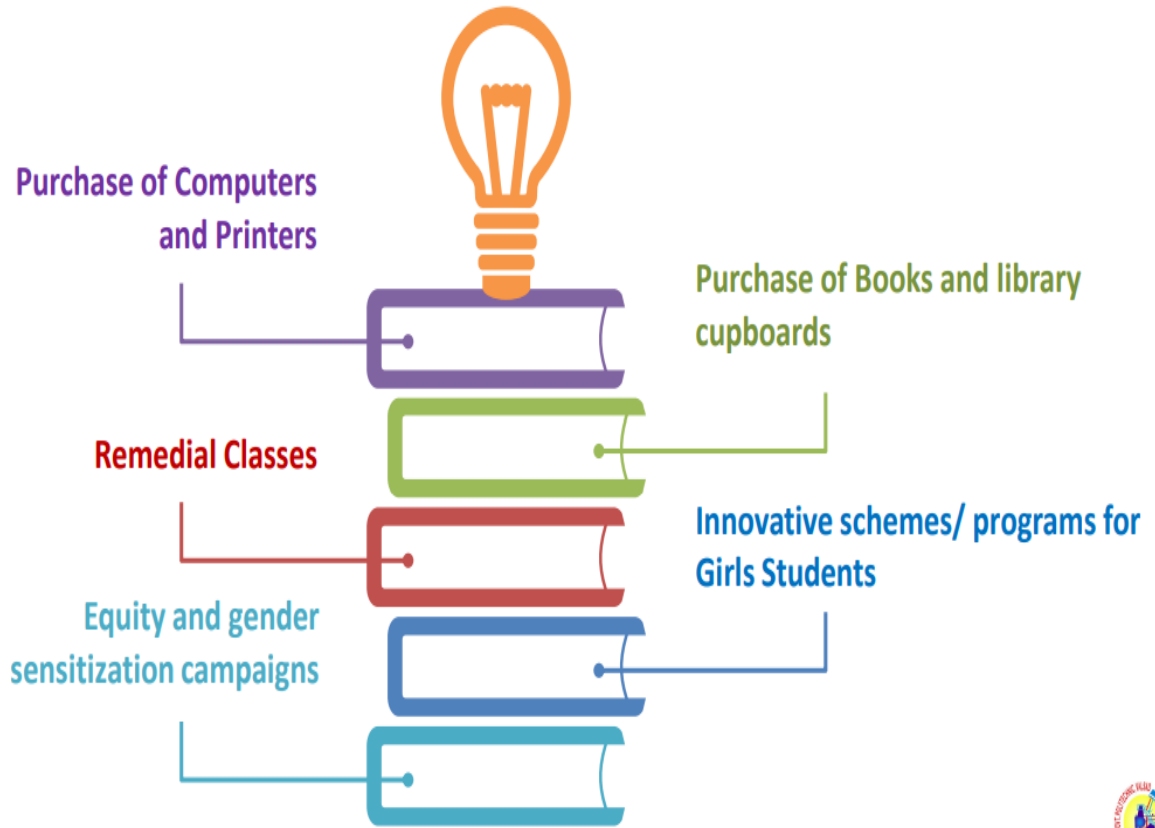 Purchase of Computers
and Printers
Purchase of Books and library
cupboards
Remedial Classes
Innovative schemes/ programs for
Girls Students
Equity and gender
sensitization campaigns